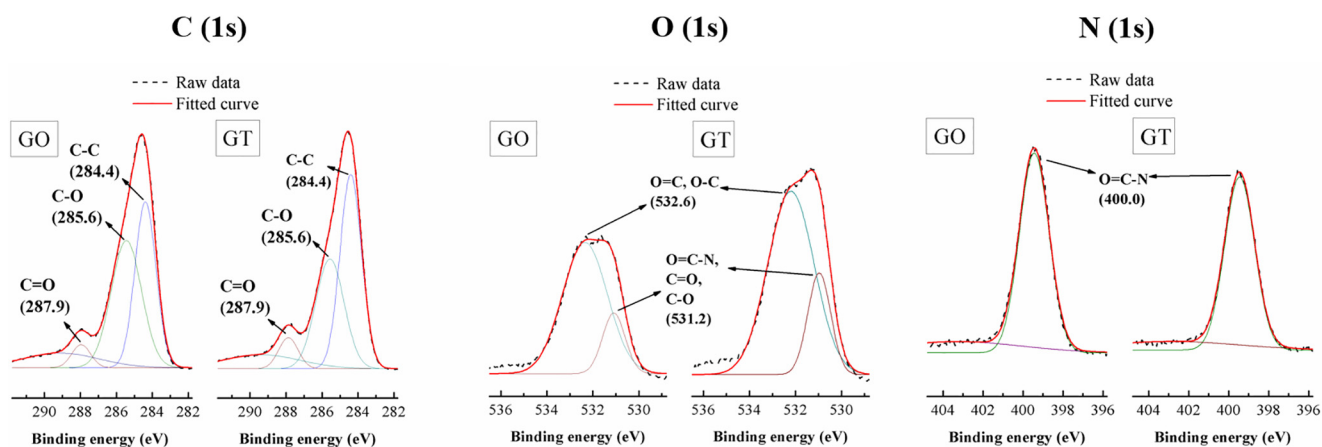 C (1s)
Raw data
Fitted curve
GO
GT
C-C
(284.4)
C-O
(285.6)
C=O
(287.9)
C-C
(284.4)
C-O
(285.6)
C=O
(287.9)
290 288 286 284 282
290 288 286 284 282
Binding energy (eV)
Binding energy (eV)
O (1s)
Raw data
Fitted curve
GO
GT
O=C, O-C
(532.6)
O=C-N,
C=O,
C-O
(531.2)
536 534 532 530
536 534 532 530
Binding energy (eV)
Binding energy (eV)
N (1s)
Raw data
Fitted curve
GO
GT
O=C-N
(400.0)
404 402 400 398 396
404 402 400 398 396
Binding energy (eV)
Binding energy (eV)